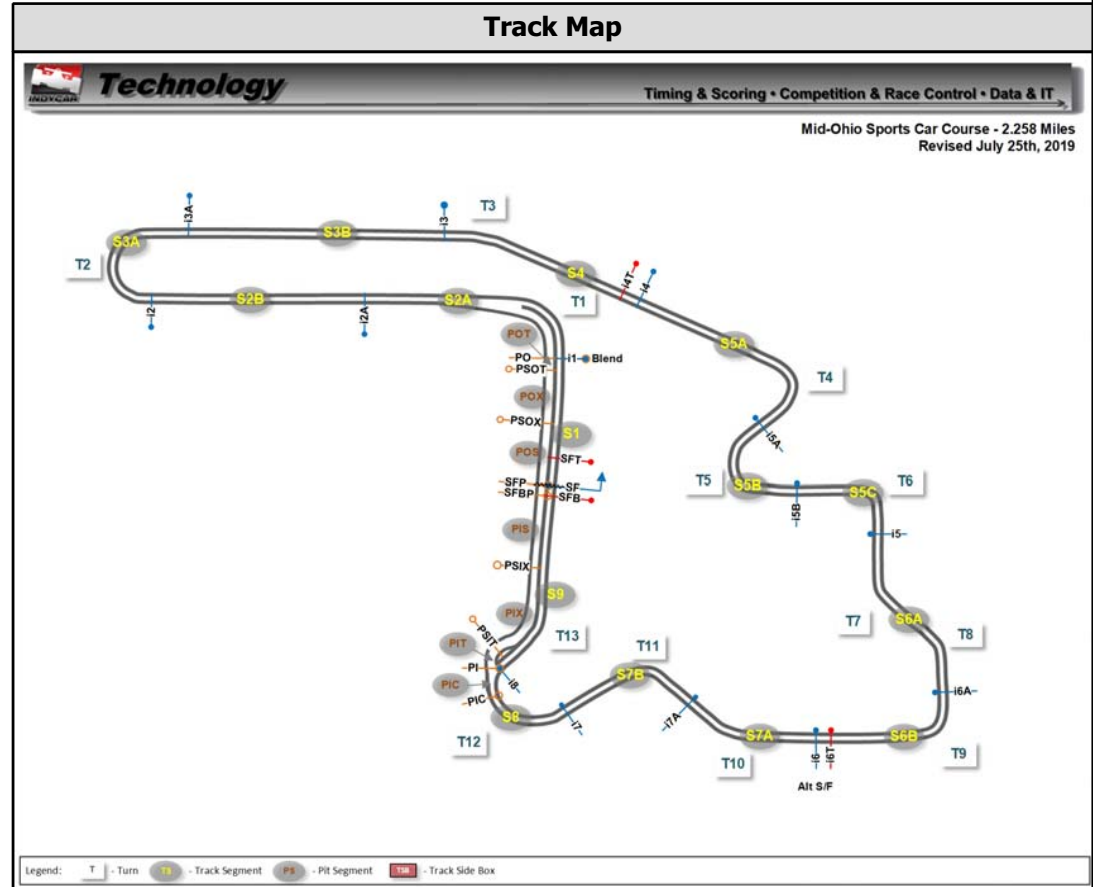 Track Map
INDYCAR
Technology
Timing & Scoring • Competition & Race Control • Data & IT
Mid-Ohio Sports Car Course - 2.258 Miles
Revised July 25th, 2019
i3A
i3
T3
S3A
S3B
T2
S4
i4T
i4
T1
i2
S2B
i2A
S2A
POT
PO
i1
Blend
PSOT
S5A
T4
POX
PSOX
S1
i5A
POS
SFT
SFP
SF
SFBP
SFB
T5
S5B
i5B
S5C
T6
PIS
i5
PSIX
S9
PIX
T13
T7
S6A
T8
PSIT
PIT
PI
i8
T11
S7B
PIC
PIC
i7
i7A
i6A
S8
T12
S7A
T10
i6
i6T
S6B
T9
Alt S/F
Legend: T - Turn TS - Track Segment PS - Pit Segment TSB - Track Side Box